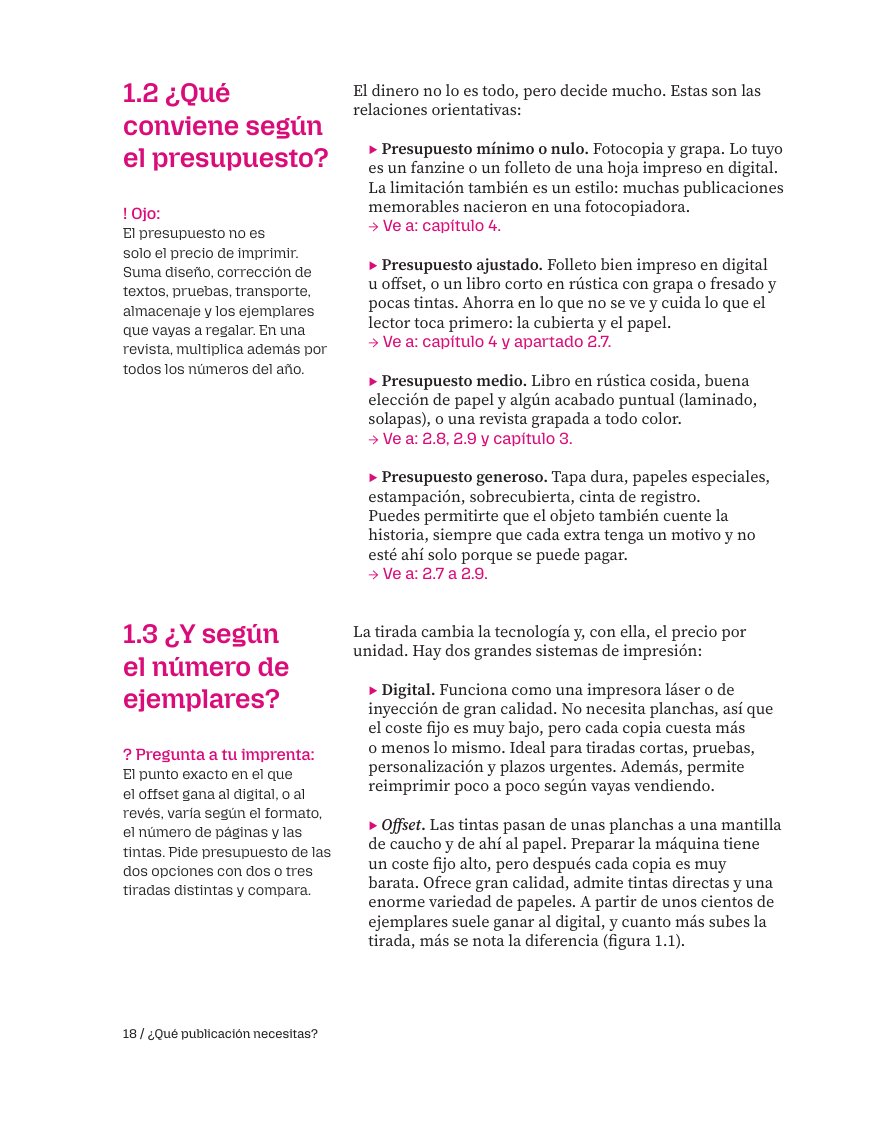 1.2 ¿Qué
conviene según
el presupuesto?
! Ojo:
El presupuesto no es
solo el precio de imprimir.
Suma diseño, corrección de
textos, pruebas, transporte,
almacenaje y los ejemplares
que vayas a regalar. En una
revista, multiplica además por
todos los números del año.
El dinero no lo es todo, pero decide mucho. Estas son las
relaciones orientativas:
▶ Presupuesto mínimo o nulo. Fotocopia y grapa. Lo tuyo
es un fanzine o un folleto de una hoja impreso en digital.
La limitación también es un estilo: muchas publicaciones
memorables nacieron en una fotocopiadora.
→ Ve a: capítulo 4.
▶ Presupuesto ajustado. Folleto bien impreso en digital
u offset, o un libro corto en rústica con grapa o fresado y
pocas tintas. Ahorra en lo que no se ve y cuida lo que el
lector toca primero: la cubierta y el papel.
→ Ve a: capítulo 4 y apartado 2.7.
▶ Presupuesto medio. Libro en rústica cosida, buena
elección de papel y algún acabado puntual (laminado,
solapas), o una revista grapada a todo color.
→ Ve a: 2.8, 2.9 y capítulo 3.
▶ Presupuesto generoso. Tapa dura, papeles especiales,
estampación, sobrecubierta, cinta de registro.
Puedes permitirte que el objeto también cuente la
historia, siempre que cada extra tenga un motivo y no
esté ahí solo porque se puede pagar.
→ Ve a: 2.7 a 2.9.
1.3 ¿Y según
el número de
ejemplares?
? Pregunta a tu imprenta:
El punto exacto en el que
el offset gana al digital, o al
revés, varía según el formato,
el número de páginas y las
tintas. Pide presupuesto de las
dos opciones con dos o tres
tiradas distintas y compara.
La tirada cambia la tecnología y, con ella, el precio por
unidad. Hay dos grandes sistemas de impresión:
▶ Digital. Funciona como una impresora láser o de
inyección de gran calidad. No necesita planchas, así que
el coste fijo es muy bajo, pero cada copia cuesta más
o menos lo mismo. Ideal para tiradas cortas, pruebas,
personalización y plazos urgentes. Además, permite
reimprimir poco a poco según vayas vendiendo.
▶ Offset. Las tintas pasan de unas planchas a una mantilla
de caucho y de ahí al papel. Preparar la máquina tiene
un coste fijo alto, pero después cada copia es muy
barata. Ofrece gran calidad, admite tintas directas y una
enorme variedad de papeles. A partir de unos cientos de
ejemplares suele ganar al digital, y cuanto más subes la
tirada, más se nota la diferencia (figura 1.1).
18 / ¿Qué publicación necesitas?